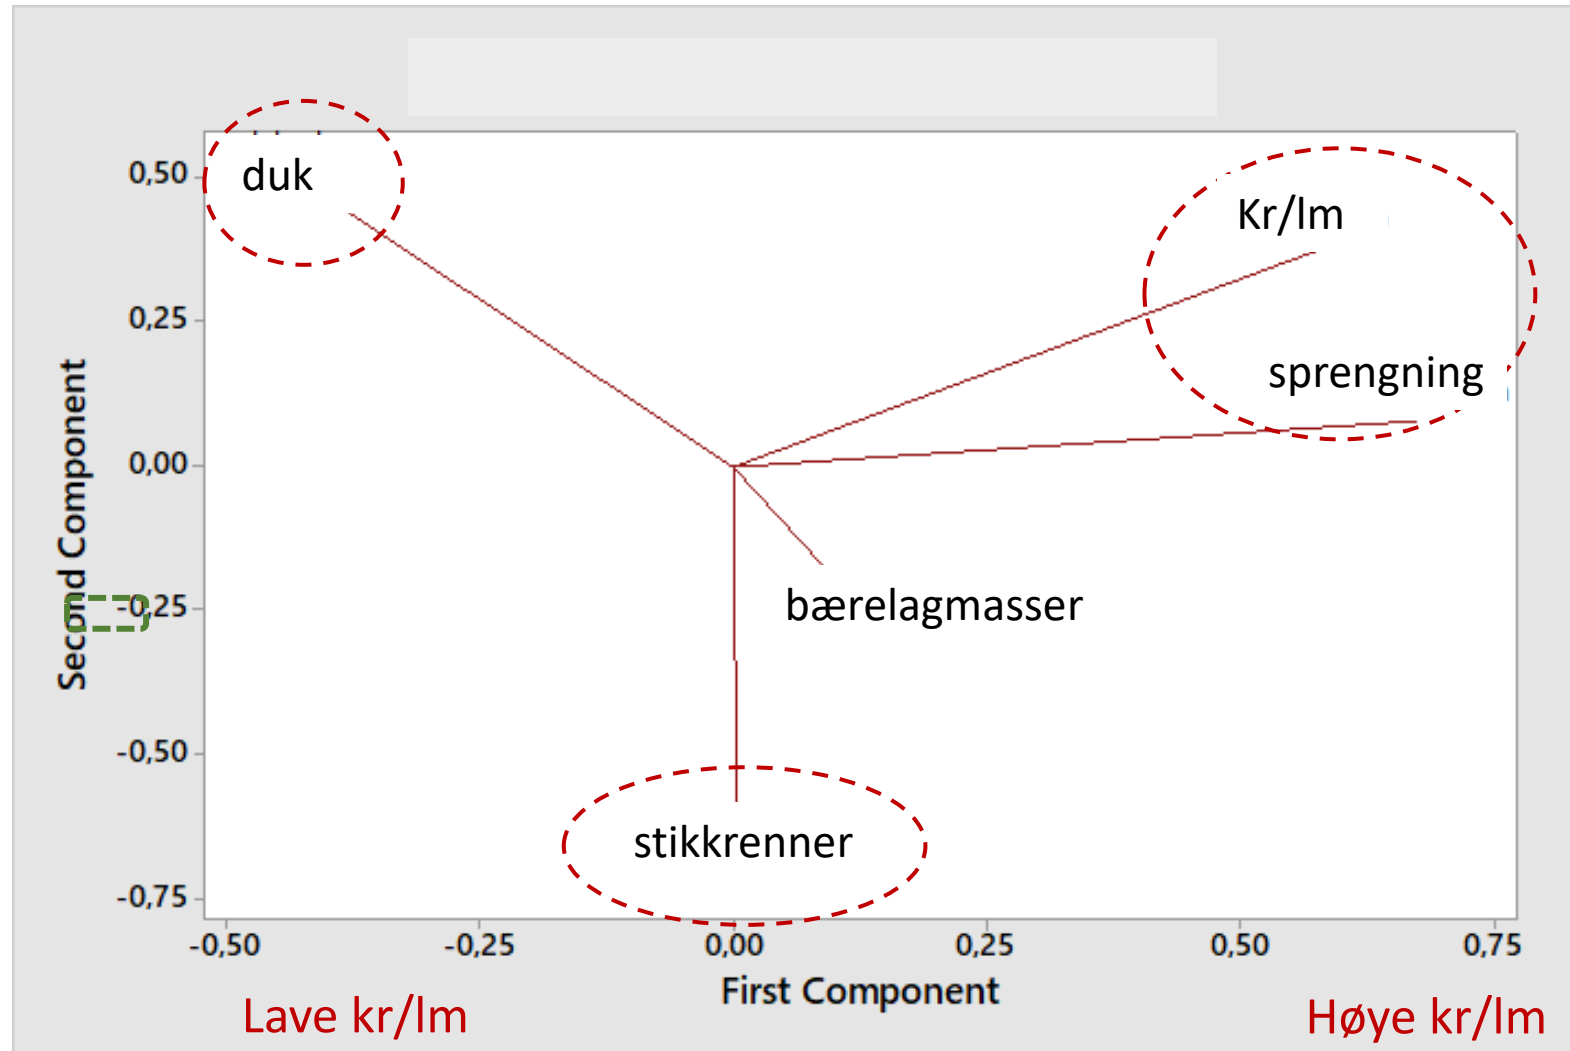 duk
Kr/lm
sprengning
bærelagmasser
stikkrenner
0,50
0,25
0,00
-0,25
-0,50
-0,75
Second Component
-0,50
-0,25
0,00
0,25
0,50
0,75
First Component
Lave kr/lm
Høye kr/lm